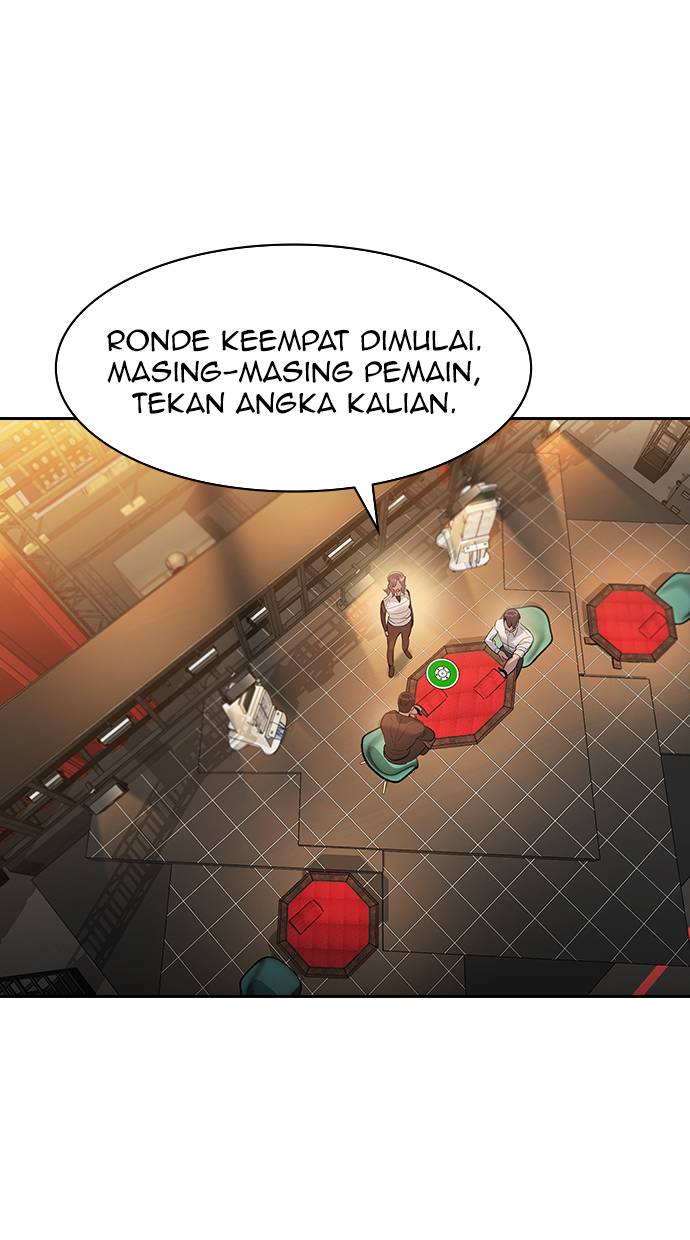 RONDE KEEMPAT DIMULAI.
MASING-MASING PEMAIN,
TEKAN ANGKA KALIAN.